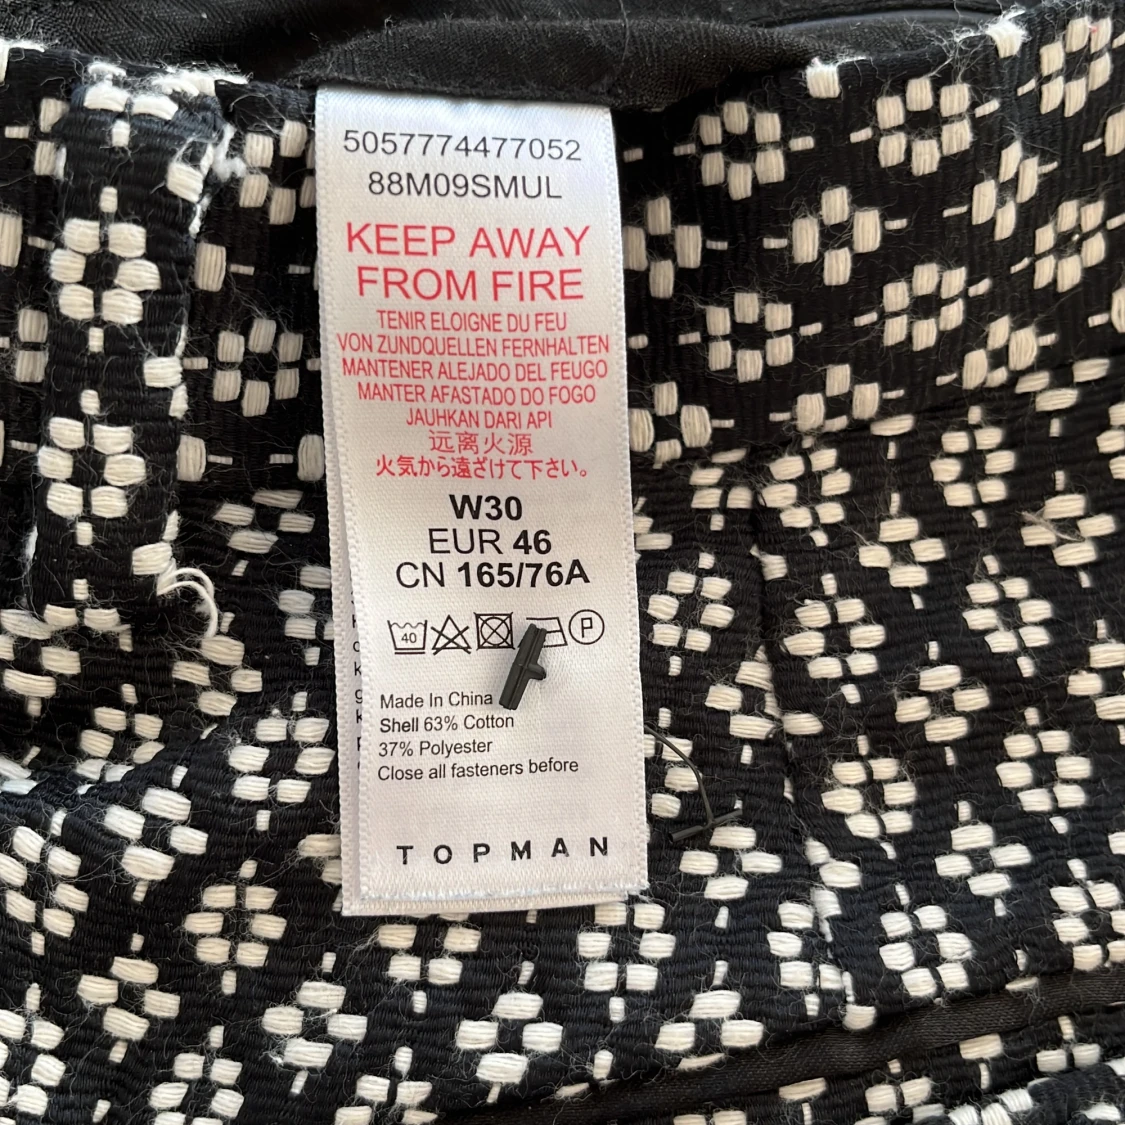 5057774477052
88M09SMUL
KEEP AWAY
FROM FIRE
TENIR ELOIGNE DU FEU
VON ZUNDQUELLEN FERNHALTEN
MANTENER ALEJADO DEL FEUGO
MANTER AFASTADO DO FOGO
JAUHKAN DARI API
远离火源
火気から遠ざけて下さい。
W30
EUR 46
CN 165/76A
40 P
Made In China
Shell 63% Cotton
37% Polyester
Close all fasteners before
TOPMAN